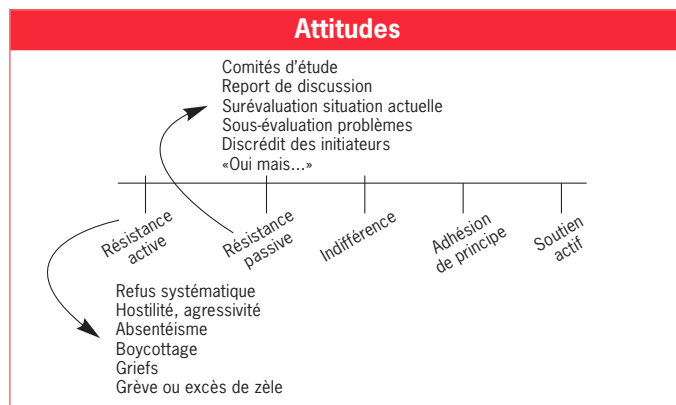 Attitudes
Comités d'étude
Report de discussion
Surévaluation situation actuelle
Sous-évaluation problèmes
Discrédit des initiateurs
«Oui mais...»
Résistance
active
Résistance
passive
Indifférence
Adhésion
de principe
Soutien
actif
Refus systématique
Hostilité, agressivité
Absentéisme
Boycottage
Griefs
Grève ou excès de zèle